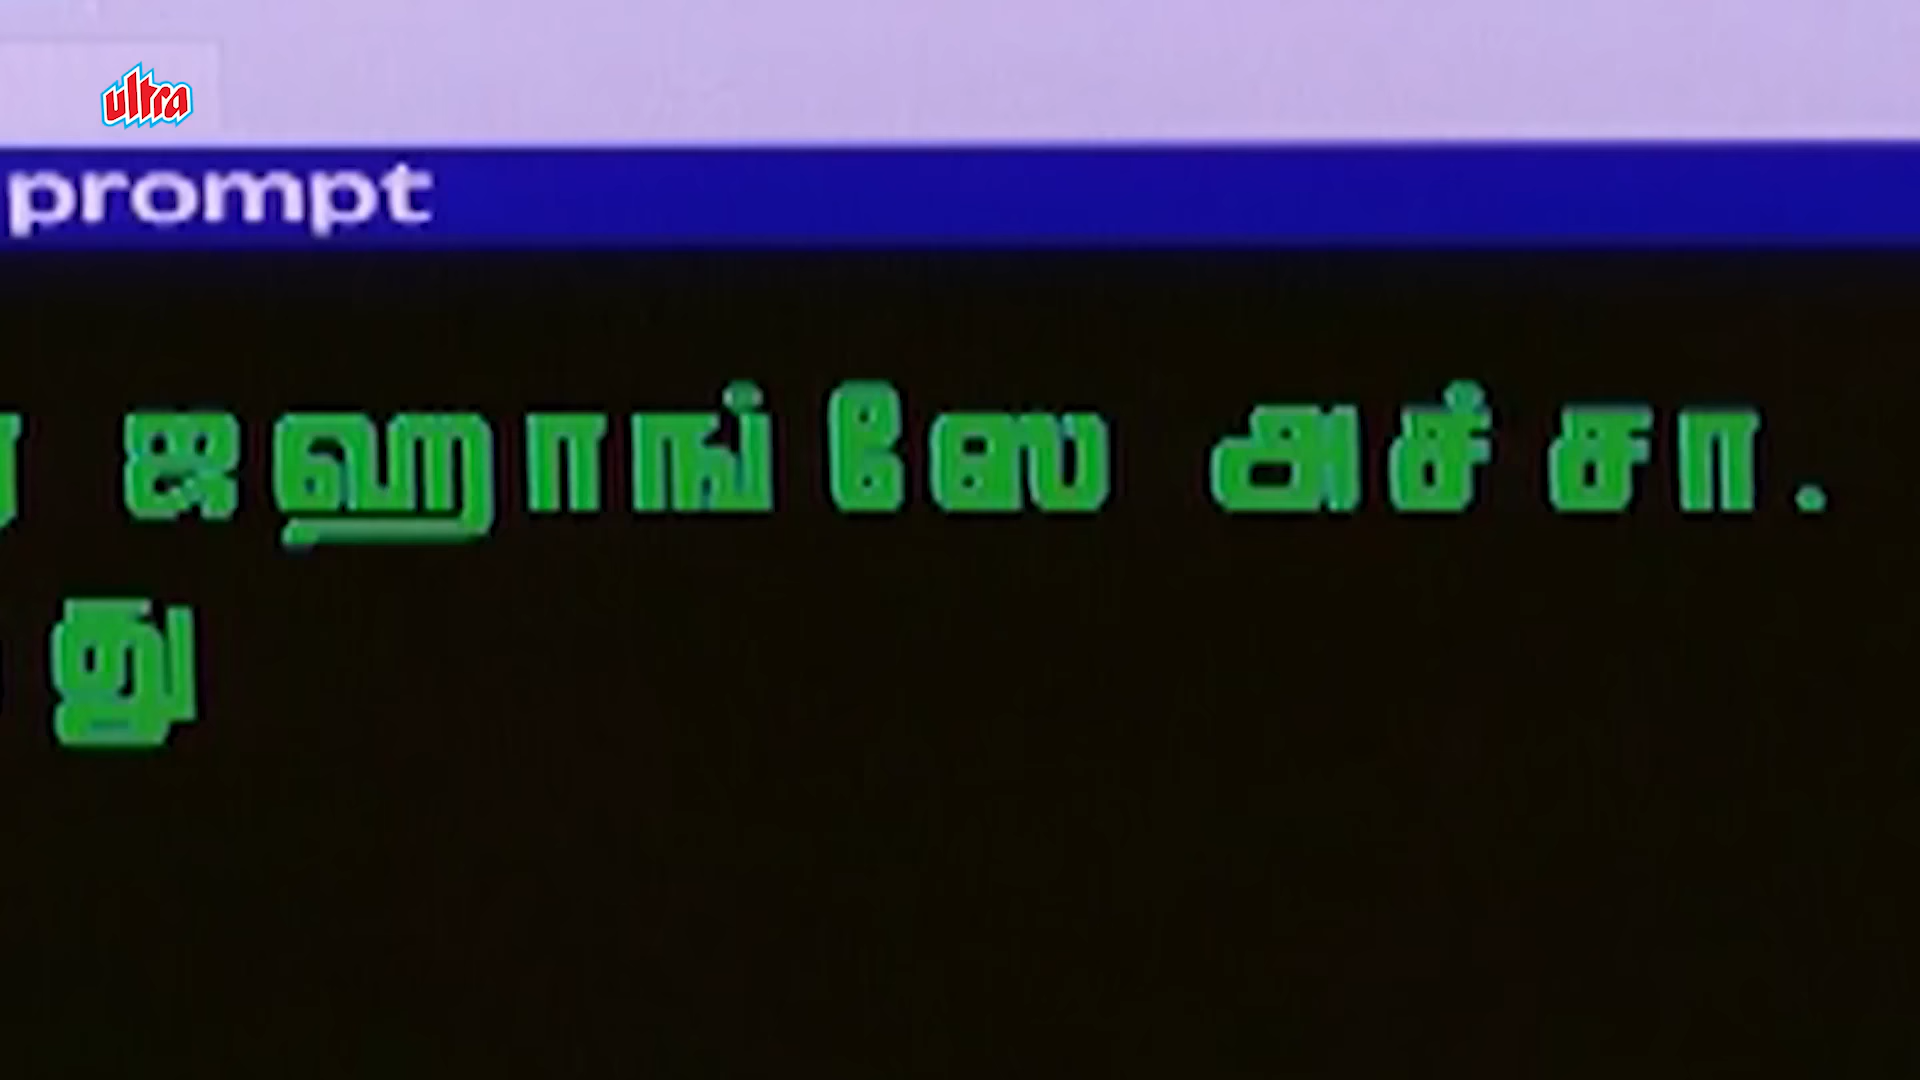 ultra
prompt
ஜஹாங்ஸே அச்சா.
து